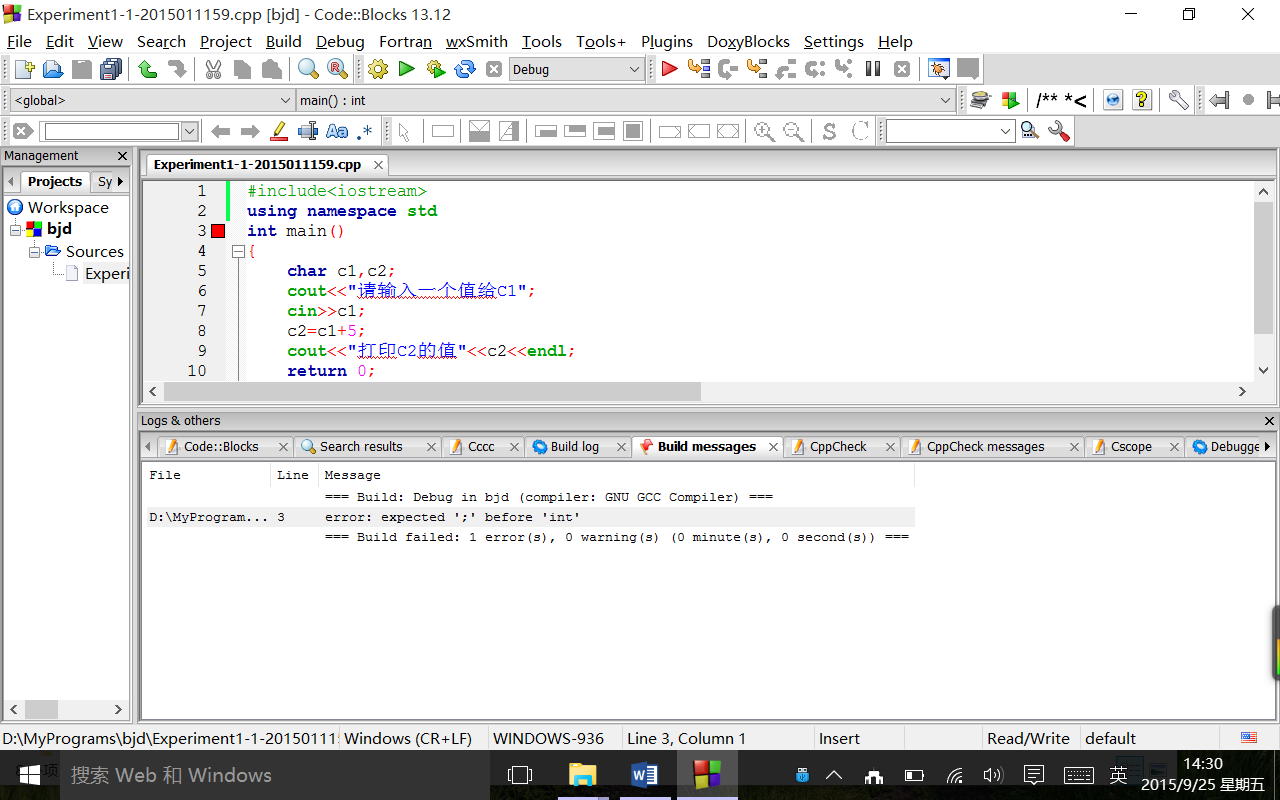 Experiment1-1-2015011159.cpp [bjd] - Code::Blocks 13.12
File Edit View Search Project Build Debug Fortran wxSmith Tools Tools+ Plugins DoxyBlocks Settings Help
Debug
<global> main() : int /** *<
Aa .* S C
Management
Projects Sy
Workspace
bjd
Sources
Experi
Experiment1-1-2015011159.cpp
1 #include<iostream>
2 using namespace std
3 int main()
4 {
5 char c1,c2;
6 cout<<"请输入一个值给C1";
7 cin>>c1;
8 c2=c1+5;
9 cout<<"打印C2的值"<<c2<<endl;
10 return 0;
Logs & others
Code::Blocks Search results Cccc Build log Build messages CppCheck CppCheck messages Cscope Debugge
File Line Message
=== Build: Debug in bjd (compiler: GNU GCC Compiler) ===
D:\MyProgram... 3 error: expected ';' before 'int'
=== Build failed: 1 error(s), 0 warning(s) (0 minute(s), 0 second(s)) ===
D:\MyPrograms\bjd\Experiment1-1-201501115 Windows (CR+LF) WINDOWS-936 Line 3, Column 1 Insert Read/Write default
搜索 Web 和 Windows 英 14:30
2015/9/25 星期五